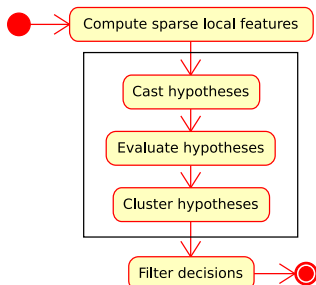 Compute sparse local features
Cast hypotheses
Evaluate hypotheses
Cluster hypotheses
Filter decisions